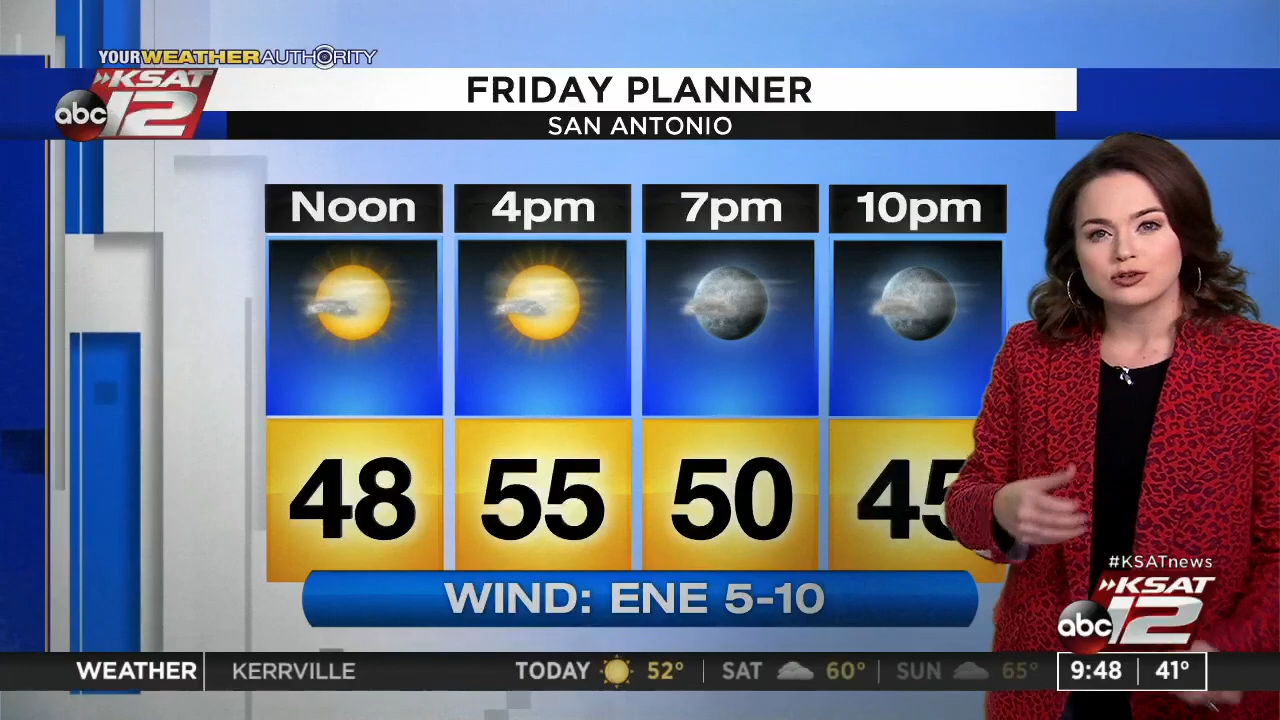 YOURWEATHERAUTHORITY
KSAT
abc 12
FRIDAY PLANNER
SAN ANTONIO
Noon 4pm 7pm 10pm
48 55 50 45
WIND: ENE 5-10
#KSATnews
KSAT
abc 12
WEATHER KERRVILLE TODAY 52° SAT 60° SUN 65° 9:48 41°